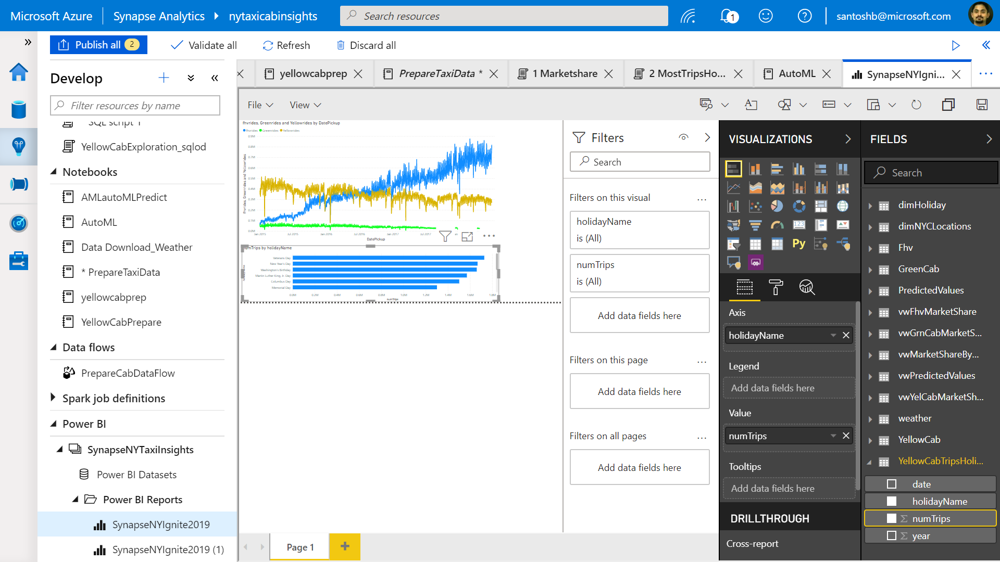 Microsoft Azure
Synapse Analytics
nytaxicabinsights
Search resources
1
santoshb@microsoft.com
Publish all 2
Validate all
Refresh
Discard all
Develop
Filter resources by name
SQL script 1
YellowCabExploration_sqlod
Notebooks
AMLautoMLPredict
AutoML
Data Download_Weather
* PrepareTaxiData
yellowcabprep
YellowCabPrepare
Data flows
PrepareCabDataFlow
Spark job definitions
Power BI
SynapseNYTaxiInsights
Power BI Datasets
Power BI Reports
SynapseNYIgnite2019
SynapseNYIgnite2019 (1)
yellowcabprep
PrepareTaxiData *
1 Marketshare
2 MostTripsHo...
AutoML
SynapseNYIgni...
File
View
fhvrides, Greenrides and Yellowrides by DatePickup
fhvrides Greenrides Yellowrides
fhvrides, Greenrides and Yellowrides
0.9M
0.8M
0.7M
0.6M
0.5M
0.4M
0.3M
0.2M
0.1M
0.0M
Jan 2015
Jul 2015
Jan 2016
Jul 2016
Jan 2017
Jul 2017
DatePickup
numTrips by holidayName
Veterans Day
New Year's Day
Washington's Birthday
Martin Luther King, Jr. Day
Columbus Day
Memorial Day
0.0M 0.2M 0.4M 0.6M 0.8M 1.0M 1.2M 1.4M 1.6M 1.8M
numTrips
Page 1
Filters
Search
Filters on this visual
holidayName
is (All)
numTrips
is (All)
Add data fields here
Filters on this page
Add data fields here
Filters on all pages
Add data fields here
VISUALIZATIONS
123
Py
Axis
holidayName
Legend
Add data fields here
Value
numTrips
Tooltips
Add data fields here
DRILLTHROUGH
Cross-report
FIELDS
Search
dimHoliday
dimNYCLocations
Fhv
GreenCab
PredictedValues
vwFhvMarketShare
vwGrnCabMarketS...
vwMarketShareBy...
vwPredictedValues
vwYelCabMarketSh...
weather
YellowCab
YellowCabTripsHoli...
date
holidayName
Σ numTrips
Σ year